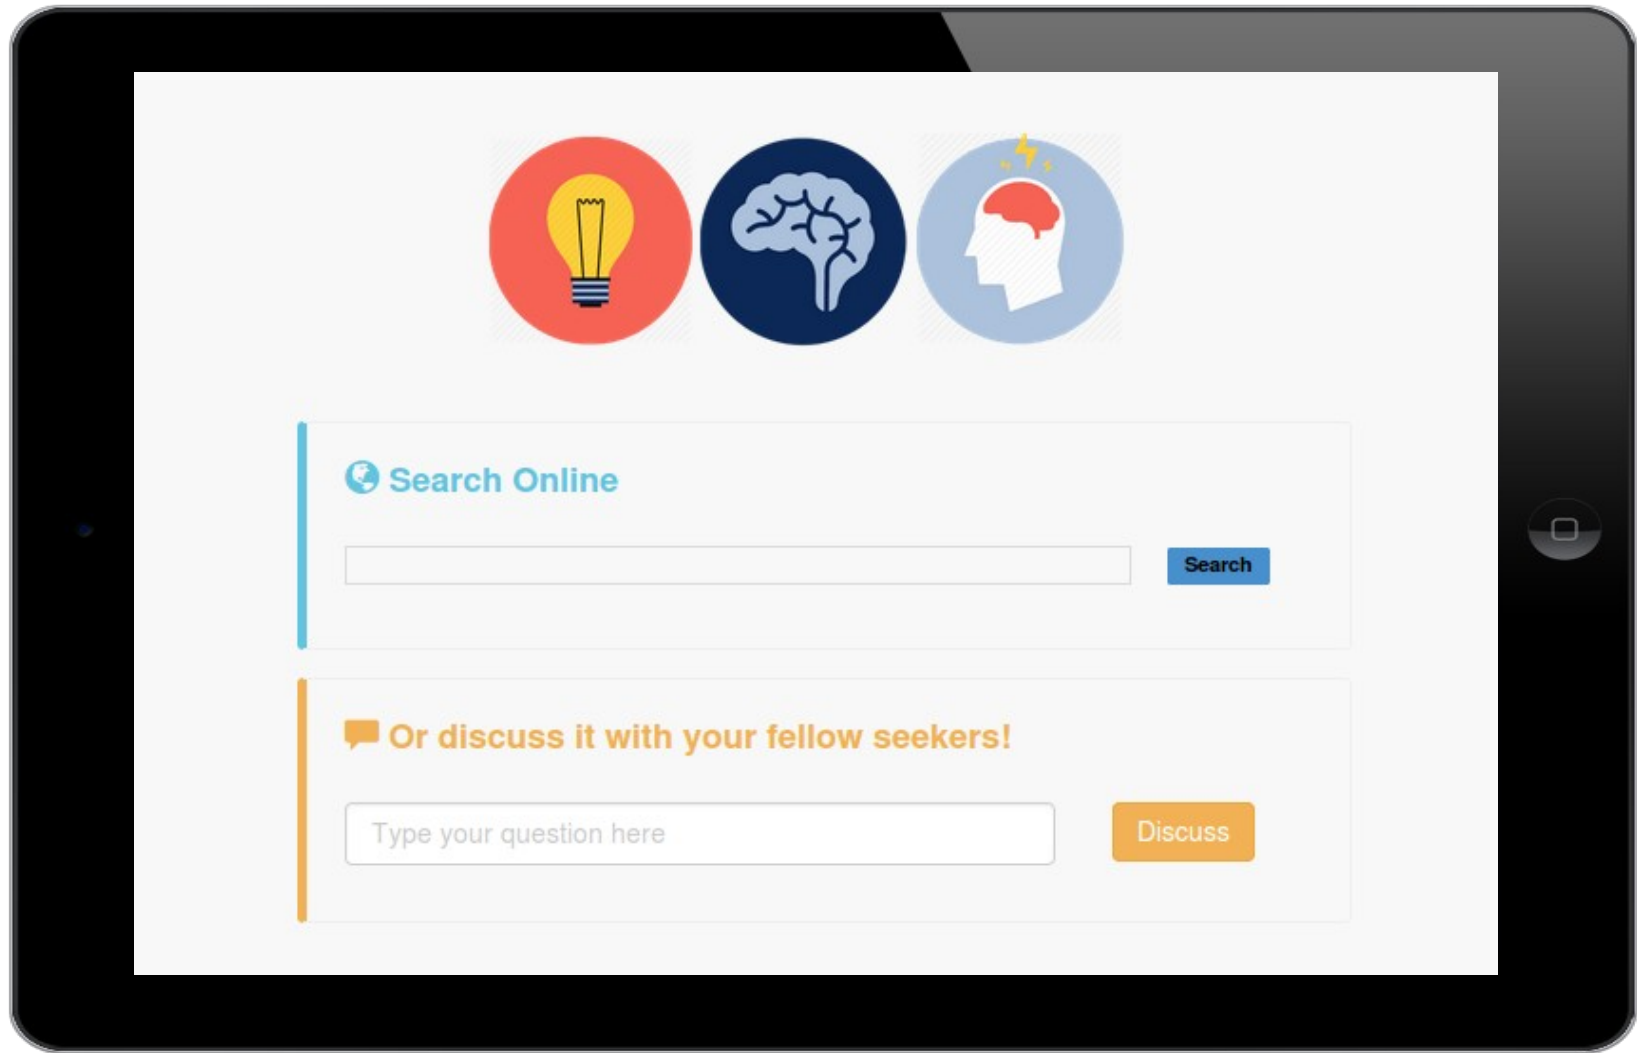 Search Online
Search
Or discuss it with your fellow seekers!
Type your question here
Discuss